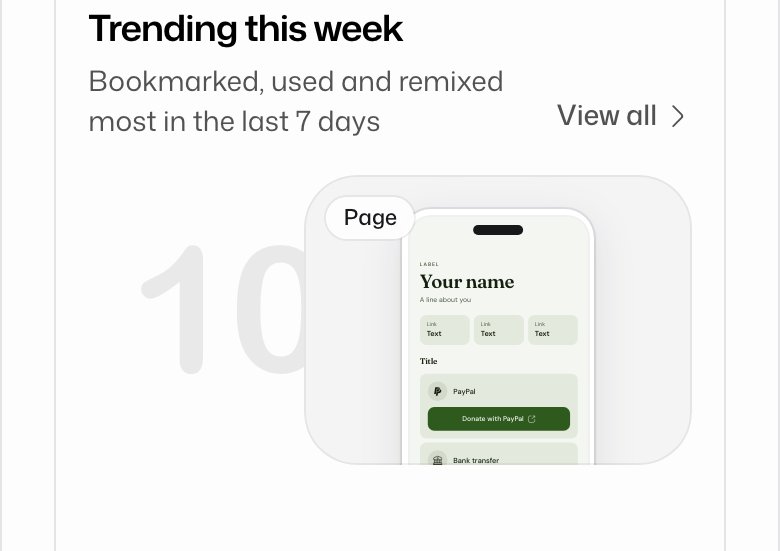 Trending this week
Bookmarked, used and remixed
most in the last 7 days
View all
10
Page
LABEL
Your name
A line about you
Link
Text
Link
Text
Link
Text
Title
PayPal
Donate with PayPal
Bank transfer